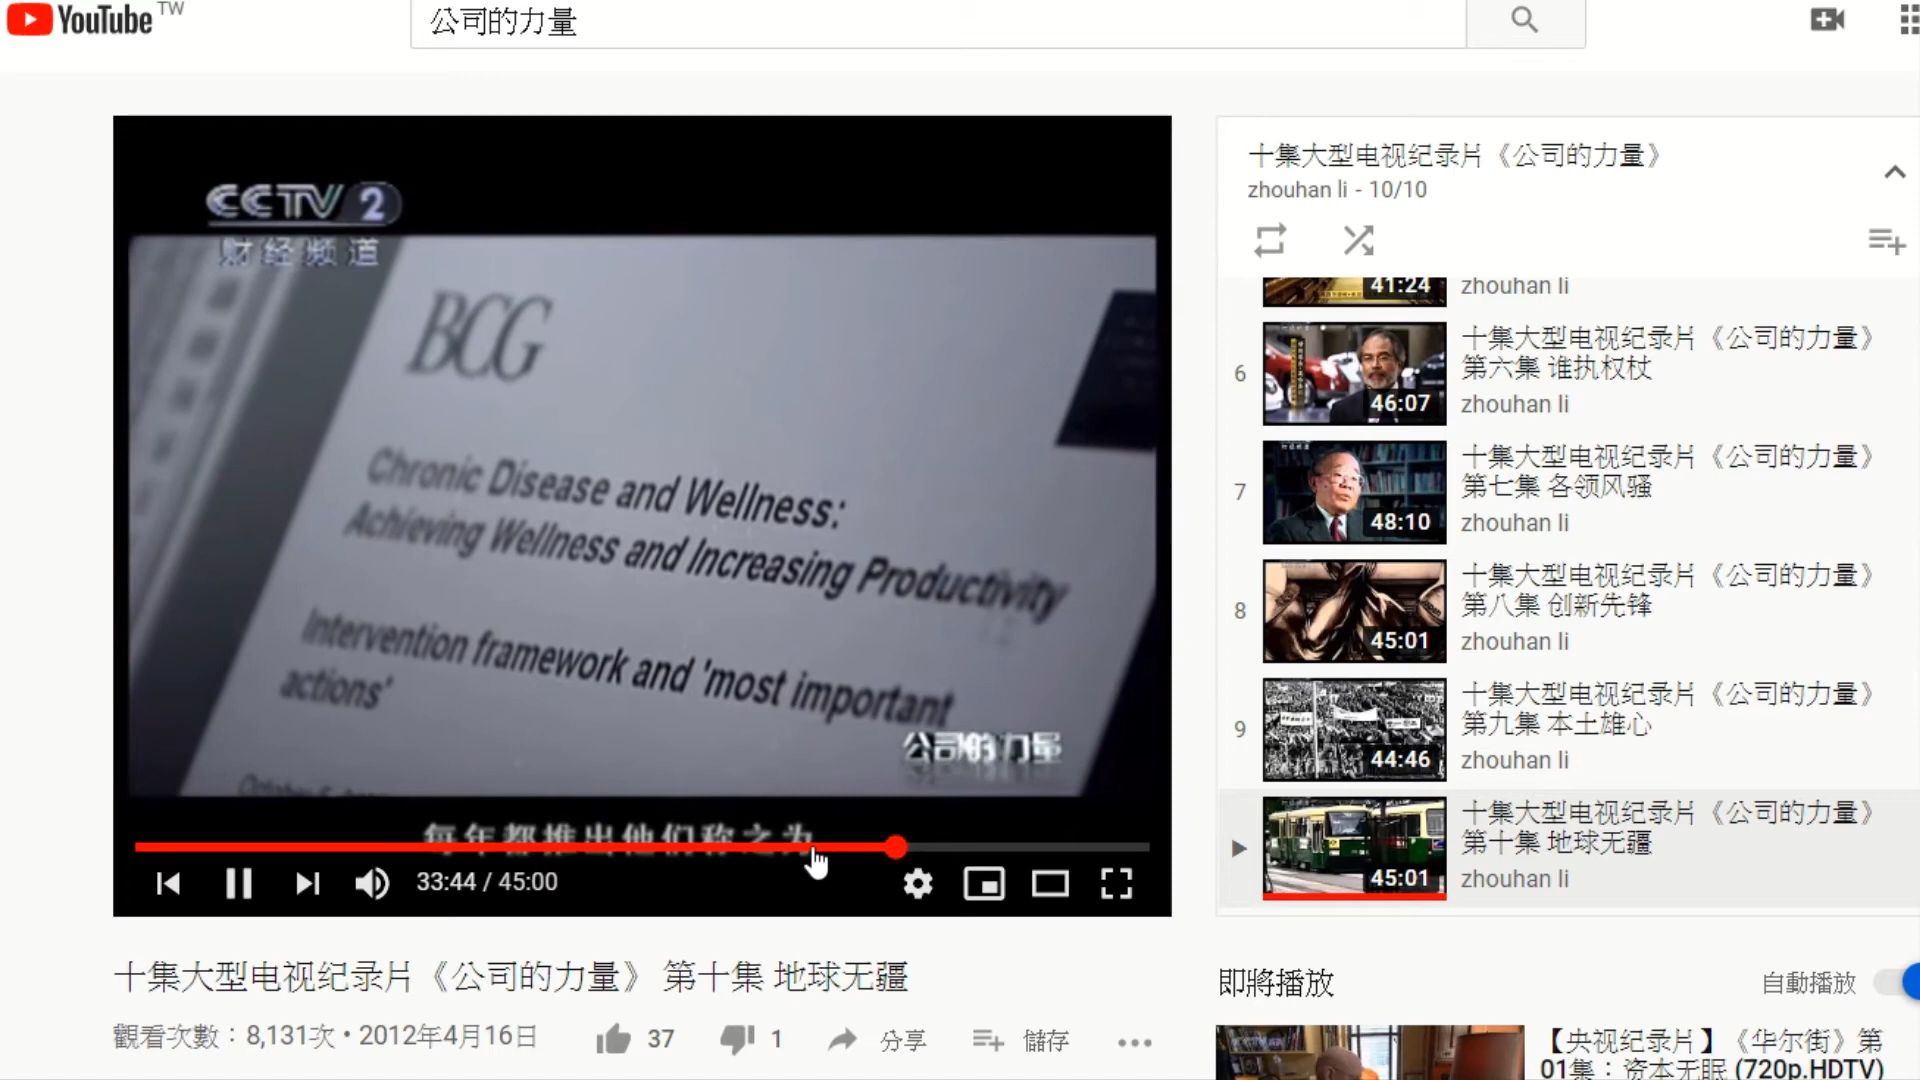 YouTube TW
公司的力量
CCTV 2
财经频道
BCG
Chronic Disease and Wellness:
Achieving Wellness and Increasing Productivity
Intervention framework and 'most important
actions'
公司的力量
每年都推出他们称之为
33:44 / 45:00
十集大型电视纪录片《公司的力量》 第十集 地球无疆
觀看次數：8,131次 • 2012年4月16日
37
1
分享
儲存
十集大型电视纪录片《公司的力量》
zhouhan li - 10/10
41:24
zhouhan li
6
46:07
十集大型电视纪录片《公司的力量》
第六集 谁执权杖
zhouhan li
7
48:10
十集大型电视纪录片《公司的力量》
第七集 各领风骚
zhouhan li
8
45:01
十集大型电视纪录片《公司的力量》
第八集 创新先锋
zhouhan li
9
44:46
十集大型电视纪录片《公司的力量》
第九集 本土雄心
zhouhan li
45:01
十集大型电视纪录片《公司的力量》
第十集 地球无疆
zhouhan li
即將播放
自動播放
【央视纪录片】《华尔街》第
01集：资本无眠 (720p.HDTV)